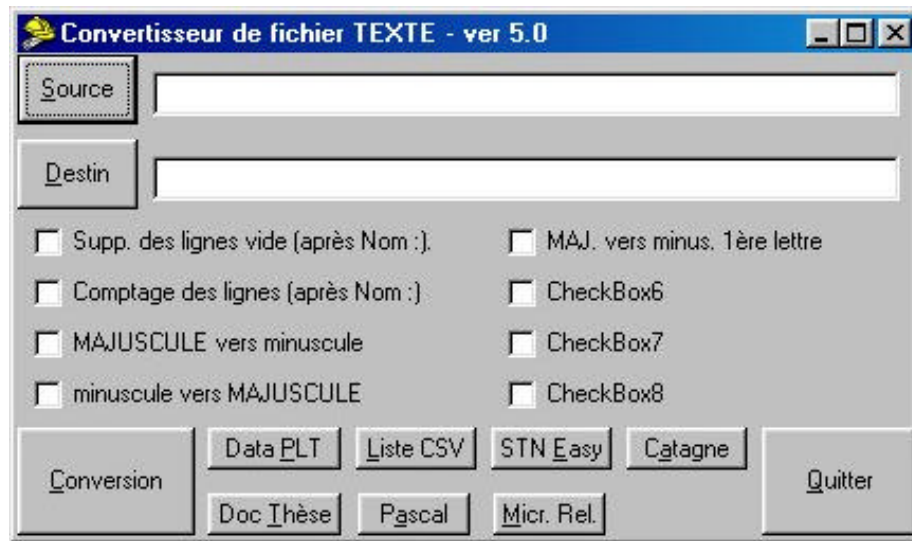 Convertisseur de fichier TEXTE - ver 5.0
Source
Destin
Supp. des lignes vide (après Nom :).
MAJ. vers minus. 1ère lettre
Comptage des lignes (après Nom :)
CheckBox6
MAJUSCULE vers minuscule
CheckBox7
minuscule vers MAJUSCULE
CheckBox8
Conversion
Data PLT
Liste CSV
STN Easy
Catagne
Quitter
Doc Thèse
Pascal
Micr. Rel.